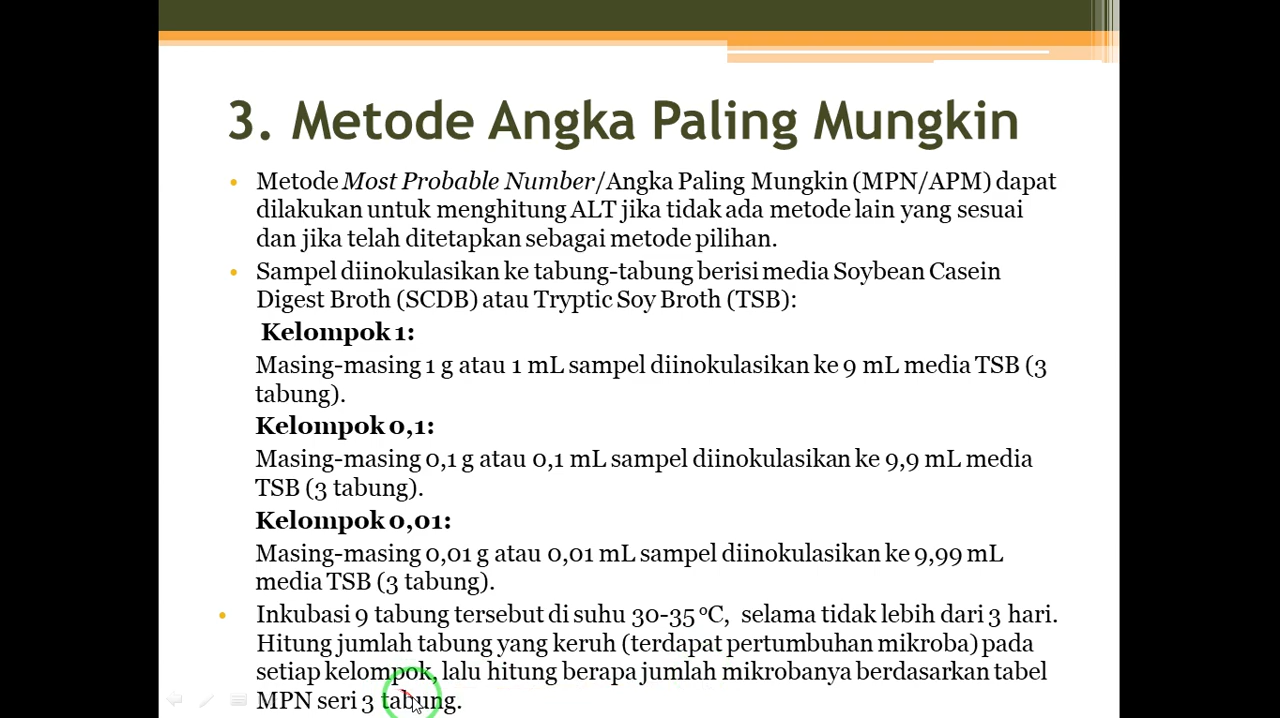 3. Metode Angka Paling Mungkin
• Metode Most Probable Number/Angka Paling Mungkin (MPN/APM) dapat
dilakukan untuk menghitung ALT jika tidak ada metode lain yang sesuai
dan jika telah ditetapkan sebagai metode pilihan.
• Sampel diinokulasikan ke tabung-tabung berisi media Soybean Casein
Digest Broth (SCDB) atau Tryptic Soy Broth (TSB):
Kelompok 1:
Masing-masing 1 g atau 1 mL sampel diinokulasikan ke 9 mL media TSB (3
tabung).
Kelompok 0,1:
Masing-masing 0,1 g atau 0,1 mL sampel diinokulasikan ke 9,9 mL media
TSB (3 tabung).
Kelompok 0,01:
Masing-masing 0,01 g atau 0,01 mL sampel diinokulasikan ke 9,99 mL
media TSB (3 tabung).
• Inkubasi 9 tabung tersebut di suhu 30-35 °C, selama tidak lebih dari 3 hari.
Hitung jumlah tabung yang keruh (terdapat pertumbuhan mikroba) pada
setiap kelompok, lalu hitung berapa jumlah mikrobanya berdasarkan tabel
MPN seri 3 tabung.